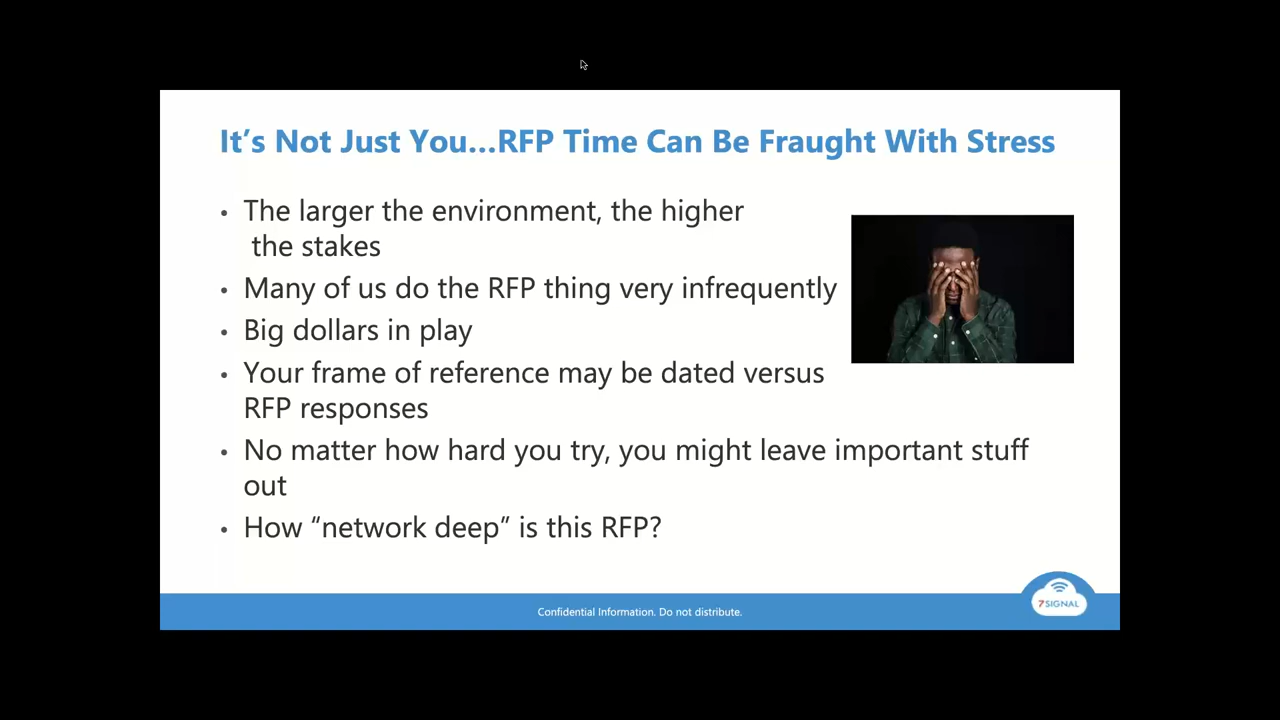 It’s Not Just You...RFP Time Can Be Fraught With Stress
• The larger the environment, the higher
the stakes
• Many of us do the RFP thing very infrequently
• Big dollars in play
• Your frame of reference may be dated versus
RFP responses
• No matter how hard you try, you might leave important stuff
out
• How “network deep” is this RFP?
Confidential Information. Do not distribute.
7SIGNAL